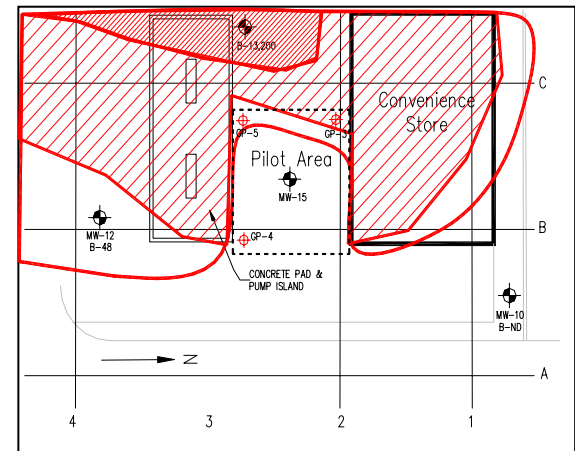 B-13,200
C
Convenience
Store
GP-5
GP-3
Pilot Area
MW-15
MW-12
B-48
GP-4
B
CONCRETE PAD &
PUMP ISLAND
MW-10
B-ND
N
A
4
3
2
1